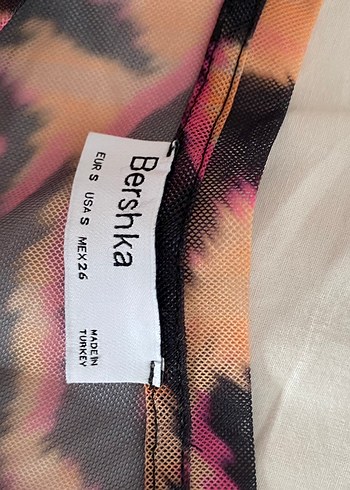 Bershka
EUR S USA S MEX 26
MADE IN
TURKEY